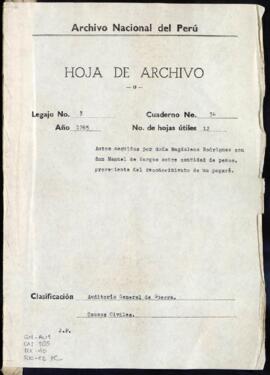 Archivo Nacional del Perú
HOJA DE ARCHIVO
Legajo No. 3 Cuaderno No. 34
Año 1765 No. de hojas útiles 12
Autos seguidos por doña Magdalena Rodríguez con
don Manuel de Vargas sobre cantidad de pesos,
proveniente del reconocimiento de un pagaré.
Clasificación Auditoría General de Guerra.
Causas Civiles.
J.P.